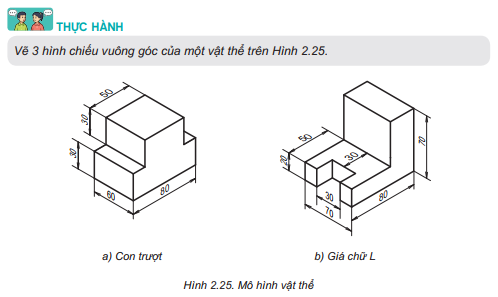 THỰC HÀNH
Vẽ 3 hình chiếu vuông góc của một vật thể trên Hình 2.25.
50
30
30
60
80
50
20
30
30
70
80
70
a) Con trượt
b) Giá chữ L
Hình 2.25. Mô hình vật thể